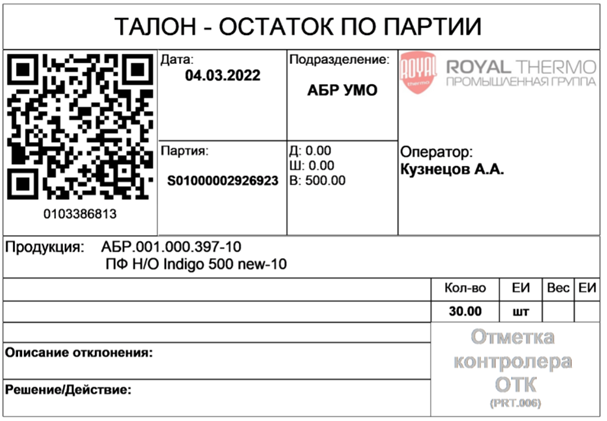 ТАЛОН - ОСТАТОК ПО ПАРТИИ
Дата:
04.03.2022
Подразделение:
АБР УМО
ROYAL
THERMO
ROYAL THERMO
ПРОМЫШЛЕННАЯ ГРУППА
0103386813
Партия:
S01000002926923
Д: 0.00
Ш: 0.00
В: 500.00
Оператор:
Кузнецов А.А.
Продукция: АБР.001.000.397-10
ПФ Н/О Indigo 500 new-10
Кол-во ЕИ Вес ЕИ
30.00 шт
Описание отклонения:
Решение/Действие:
Отметка
контролера
ОТК
(PRT.006)